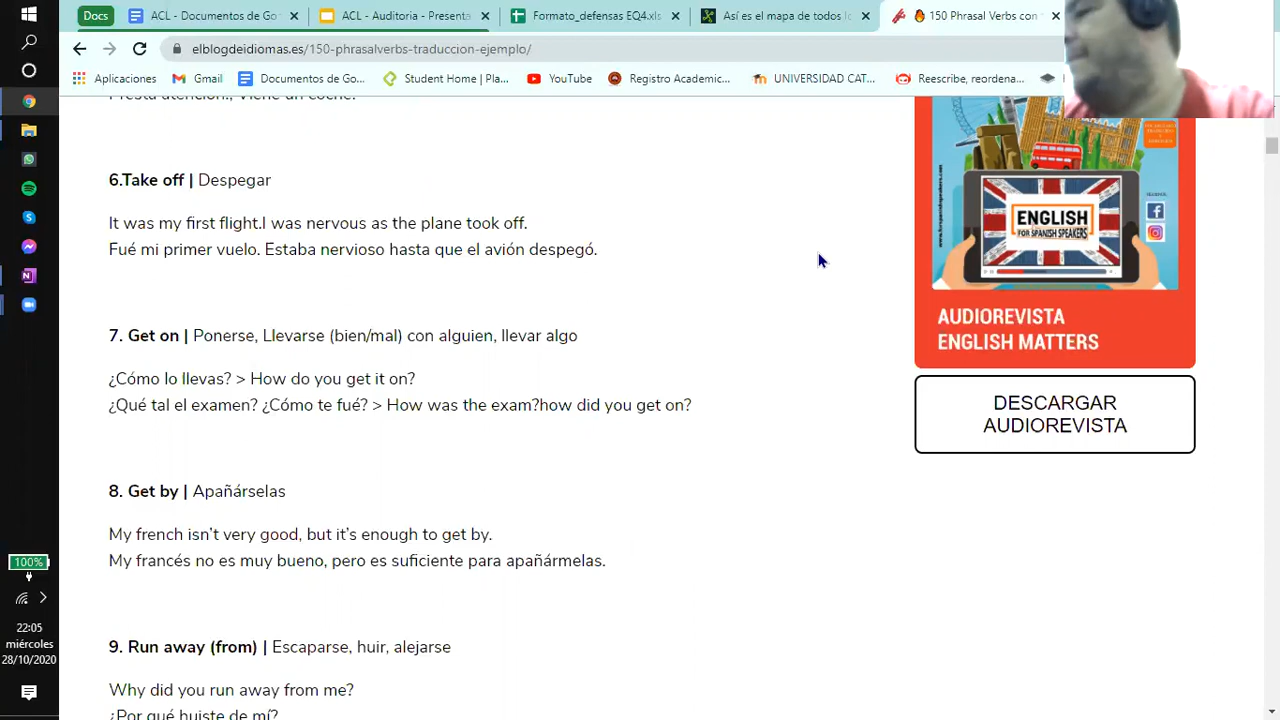 Docs
ACL - Documentos de Go
ACL - Auditoria - Presenta
Formato_defensas EQ4.xls
Así es el mapa de todos
150 Phrasal Verbs con
elblogdeidiomas.es/150-phrasalverbs-traduccion-ejemplo/
Aplicaciones
Gmail
Documentos de Go...
Student Home | Pla...
YouTube
Registro Academic...
UNIVERSIDAD CAT...
Reescribe, reordena...
Presta atención., Viene un coche!
6.Take off | Despegar
It was my first flight.I was nervous as the plane took off.
Fué mi primer vuelo. Estaba nervioso hasta que el avión despegó.
7. Get on | Ponerse, Llevarse (bien/mal) con alguien, llevar algo
¿Cómo lo llevas? > How do you get it on?
¿Qué tal el examen? ¿Cómo te fué? > How was the exam?how did you get on?
8. Get by | Apañárselas
My french isn't very good, but it's enough to get by.
My francés no es muy bueno, pero es suficiente para apañármelas.
9. Run away (from) | Escaparse, huir, alejarse
Why did you run away from me?
¿Por qué huiste de mí?
ENGLISH
FOR SPANISH SPEAKERS
AUDIOREVISTA
ENGLISH MATTERS
DESCARGAR
AUDIOREVISTA
100%
22:05
miércoles
28/10/2020